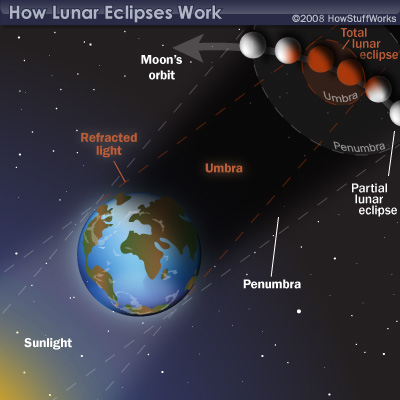 How Lunar Eclipses Work
©2008 HowStuffWorks
Total
lunar
eclipse
Moon's
orbit
Umbra
Penumbra
Refracted
light
Umbra
Partial
lunar
eclipse
Penumbra
Sunlight